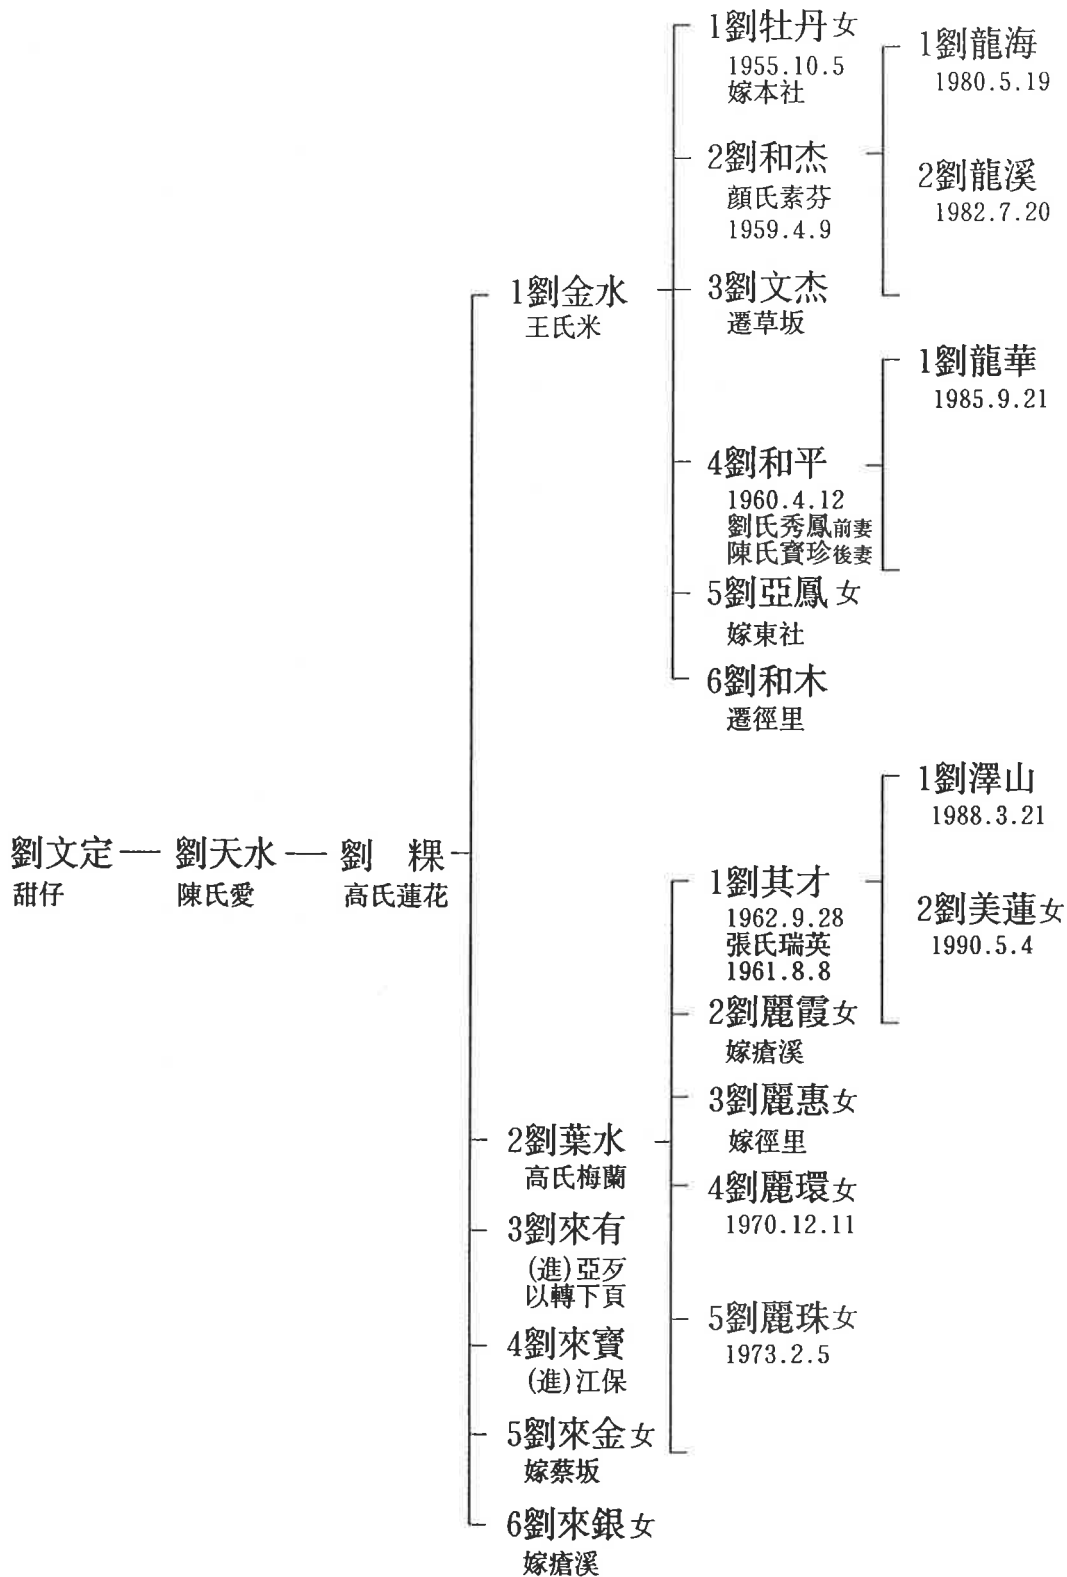 劉文定
甜仔
劉天水
陳氏愛
劉　粿
高氏蓮花
1劉金水
王氏米
1劉牡丹女
1955.10.5
嫁本社
2劉和杰
顏氏素芬
1959.4.9
1劉龍海
1980.5.19
2劉龍溪
1982.7.20
3劉文杰
遷草坂
4劉和平
1960.4.12
劉氏秀鳳前妻
陳氏寶珍後妻
1劉龍華
1985.9.21
5劉亞鳳女
嫁東社
6劉和木
遷徑里
2劉葉水
高氏梅蘭
1劉其才
1962.9.28
張氏瑞英
1961.8.8
1劉澤山
1988.3.21
2劉美蓮女
1990.5.4
2劉麗霞女
嫁瘡溪
3劉麗惠女
嫁徑里
4劉麗環女
1970.12.11
5劉麗珠女
1973.2.5
3劉來有
(進)亞歹
以轉下頁
4劉來寶
(進)江保
5劉來金女
嫁蔡坂
6劉來銀女
嫁瘡溪